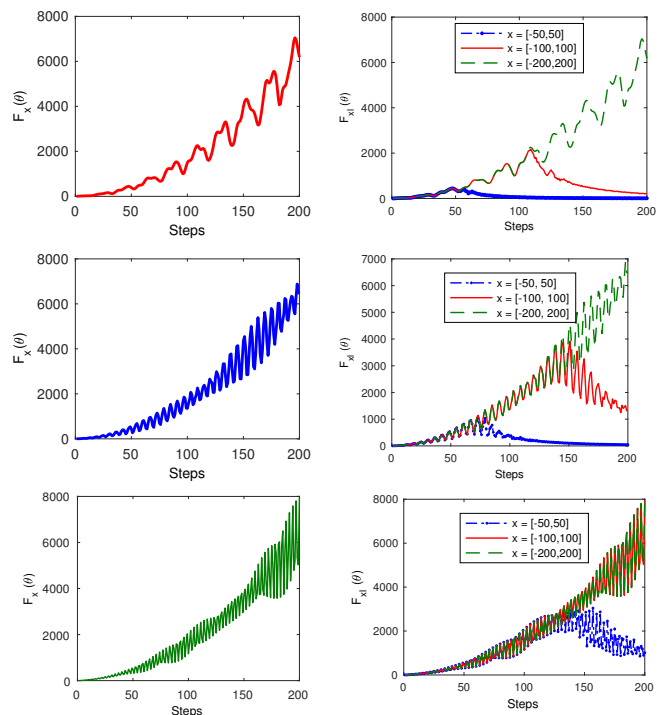 8000
6000
4000
2000
0
0 50 100 150 200
Steps
F_x(θ)
8000
6000
4000
2000
0
0 50 100 150 200
Steps
F_xl (θ)
x = [-50,50]
x = [-100,100]
x = [-200,200]
8000
6000
4000
2000
0
0 50 100 150 200
Steps
F_x(θ)
7000
6000
5000
4000
3000
2000
1000
0
0 50 100 150 200
Steps
F_xl (θ)
x = [-50, 50]
x = [-100, 100]
x = [-200, 200]
8000
6000
4000
2000
0
0 50 100 150 200
Steps
F_x (θ)
8000
6000
4000
2000
0
0 50 100 150 200
Steps
F_xl (θ)
x = [-50,50]
x = [-100,100]
x = [-200,200]